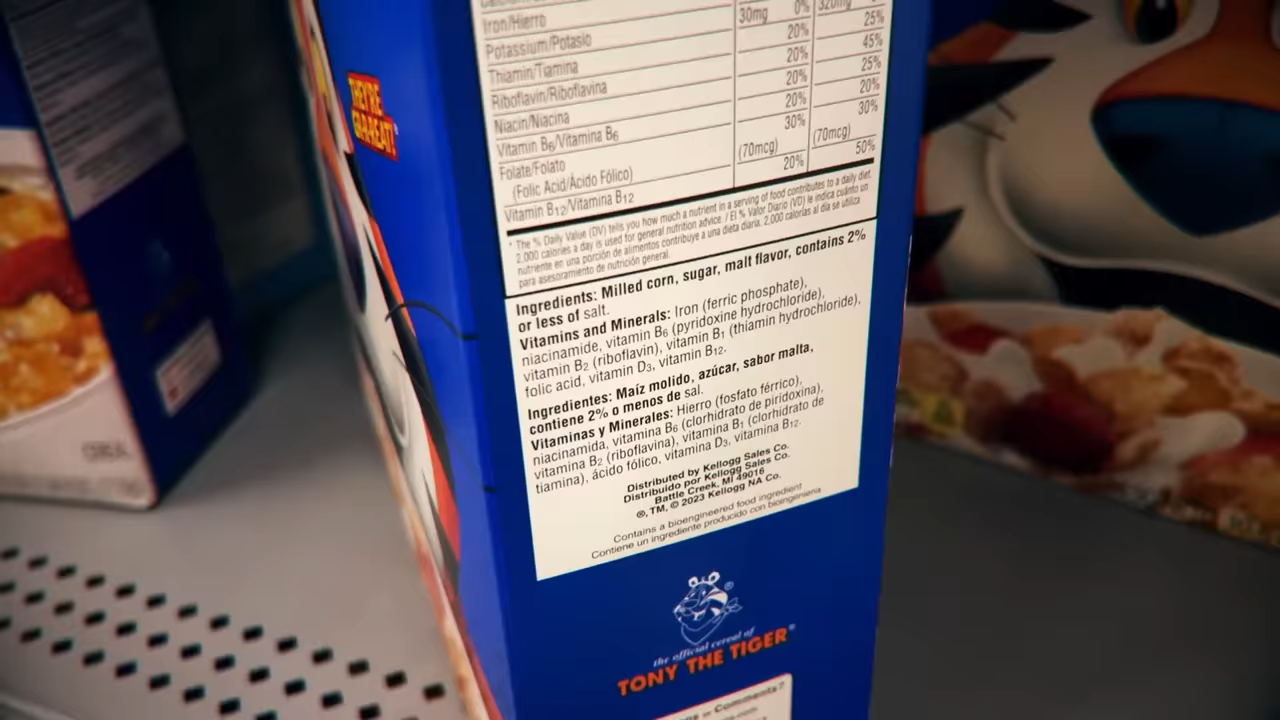 THEY'RE
GR-R-REAT!
Iron/Hierro
30mg 0% 320mg
Potassium/Potasio
20% 25%
Thiamin/Tiamina
20% 45%
Riboflavin/Riboflavina
20% 25%
Niacin/Niacina
20% 20%
Vitamin B6/Vitamina B6
30% 30%
Folate/Folato
(Folic Acid/Ácido Fólico)
(70mcg) (70mcg)
Vitamin B12/Vitamina B12
20% 50%
* The % Daily Value (DV) tells you how much a nutrient in a serving of food contributes to a daily diet.
2,000 calories a day is used for general nutrition advice. / El % Valor Diario (VD) le indica cuánto un
nutriente en una porción de alimentos contribuye a una dieta diaria. 2,000 calorías al día se utiliza
para asesoramiento de nutrición general.
Ingredients: Milled corn, sugar, malt flavor, contains 2%
or less of salt.
Vitamins and Minerals: Iron (ferric phosphate),
niacinamide, vitamin B6 (pyridoxine hydrochloride),
vitamin B2 (riboflavin), vitamin B1 (thiamin hydrochloride),
folic acid, vitamin D3, vitamin B12.
Ingredientes: Maíz molido, azúcar, sabor malta,
contiene 2% o menos de sal.
Vitaminas y Minerales: Hierro (fosfato férrico),
niacinamida, vitamina B6 (clorhidrato de piridoxina),
vitamina B2 (riboflavina), vitamina B1 (clorhidrato de
tiamina), ácido fólico, vitamina D3, vitamina B12.
Distributed by Kellogg Sales Co.
Distribuido por Kellogg Sales Co.
Battle Creek, MI 49016
®, TM, © 2023 Kellogg NA Co.
Contains a bioengineered food ingredient
Contiene un ingrediente producido con bioingeniería
the official cereal of
TONY THE TIGER®
Comments?